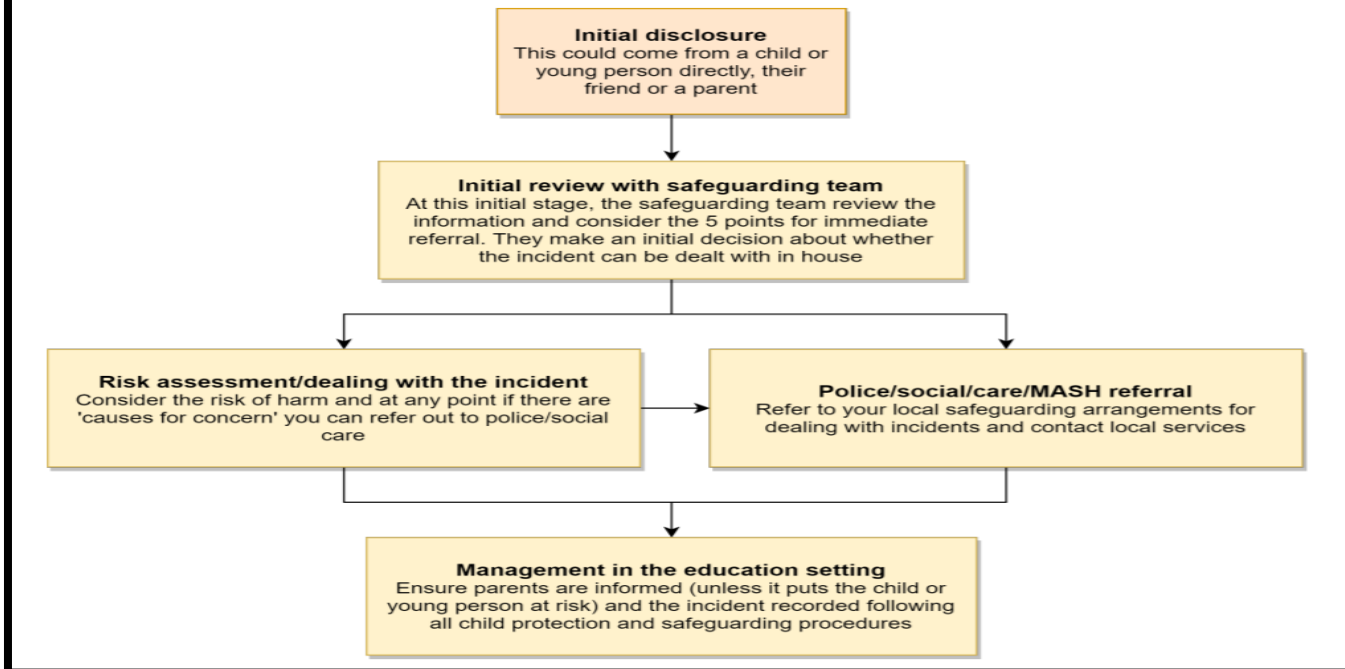 Initial disclosure
This could come from a child or
young person directly, their
friend or a parent
Initial review with safeguarding team
At this initial stage, the safeguarding team review the
information and consider the 5 points for immediate
referral. They make an initial decision about whether
the incident can be dealt with in house
Risk assessment/dealing with the incident
Consider the risk of harm and at any point if there are
'causes for concern' you can refer out to police/social
care
Police/social/care/MASH referral
Refer to your local safeguarding arrangements for
dealing with incidents and contact local services
Management in the education setting
Ensure parents are informed (unless it puts the child or
young person at risk) and the incident recorded following
all child protection and safeguarding procedures